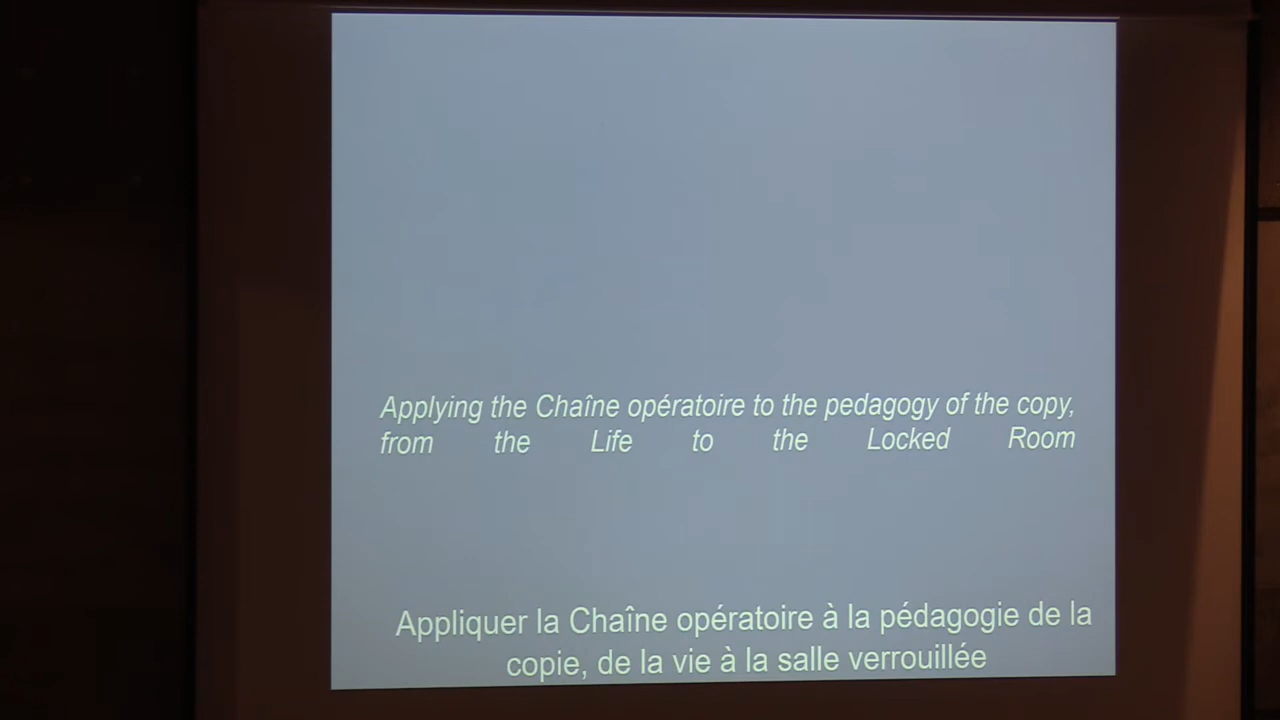 Applying the Chaîne opératoire to the pedagogy of the copy,
from the Life to the Locked Room
Appliquer la Chaîne opératoire à la pédagogie de la
copie, de la vie à la salle verrouillée